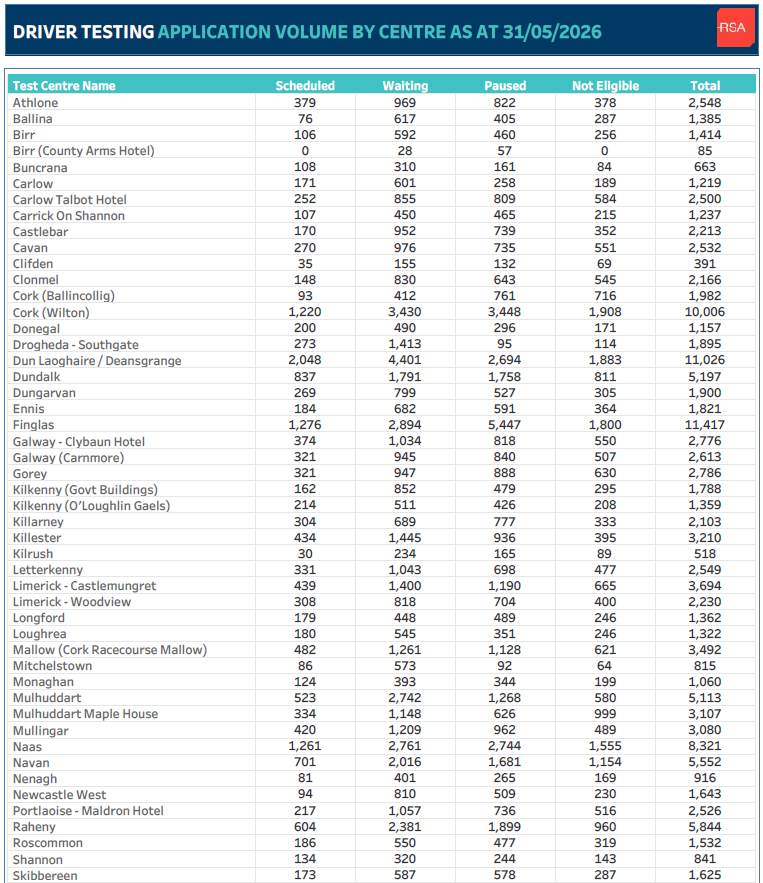 DRIVER TESTING APPLICATION VOLUME BY CENTRE AS AT 31/05/2026
RSA
Test Centre Name Scheduled Waiting Paused Not Eligible Total
Athlone 379 969 822 378 2,548
Ballina 76 617 405 287 1,385
Birr 106 592 460 256 1,414
Birr (County Arms Hotel) 0 28 57 0 85
Buncrana 108 310 161 84 663
Carlow 171 601 258 189 1,219
Carlow Talbot Hotel 252 855 809 584 2,500
Carrick On Shannon 107 450 465 215 1,237
Castlebar 170 952 739 352 2,213
Cavan 270 976 735 551 2,532
Clifden 35 155 132 69 391
Clonmel 148 830 643 545 2,166
Cork (Ballincollig) 93 412 761 716 1,982
Cork (Wilton) 1,220 3,430 3,448 1,908 10,006
Donegal 200 490 296 171 1,157
Drogheda - Southgate 273 1,413 95 114 1,895
Dun Laoghaire / Deansgrange 2,048 4,401 2,694 1,883 11,026
Dundalk 837 1,791 1,758 811 5,197
Dungarvan 269 799 527 305 1,900
Ennis 184 682 591 364 1,821
Finglas 1,276 2,894 5,447 1,800 11,417
Galway - Clybaun Hotel 374 1,034 818 550 2,776
Galway (Carnmore) 321 945 840 507 2,613
Gorey 321 947 888 630 2,786
Kilkenny (Govt Buildings) 162 852 479 295 1,788
Kilkenny (O'Loughlin Gaels) 214 511 426 208 1,359
Killarney 304 689 777 333 2,103
Killester 434 1,445 936 395 3,210
Kilrush 30 234 165 89 518
Letterkenny 331 1,043 698 477 2,549
Limerick - Castlemungret 439 1,400 1,190 665 3,694
Limerick - Woodview 308 818 704 400 2,230
Longford 179 448 489 246 1,362
Loughrea 180 545 351 246 1,322
Mallow (Cork Racecourse Mallow) 482 1,261 1,128 621 3,492
Mitchelstown 86 573 92 64 815
Monaghan 124 393 344 199 1,060
Mulhuddart 523 2,742 1,268 580 5,113
Mulhuddart Maple House 334 1,148 626 999 3,107
Mullingar 420 1,209 962 489 3,080
Naas 1,261 2,761 2,744 1,555 8,321
Navan 701 2,016 1,681 1,154 5,552
Nenagh 81 401 265 169 916
Newcastle West 94 810 509 230 1,643
Portlaoise - Maldron Hotel 217 1,057 736 516 2,526
Raheny 604 2,381 1,899 960 5,844
Roscommon 186 550 477 319 1,532
Shannon 134 320 244 143 841
Skibbereen 173 587 578 287 1,625